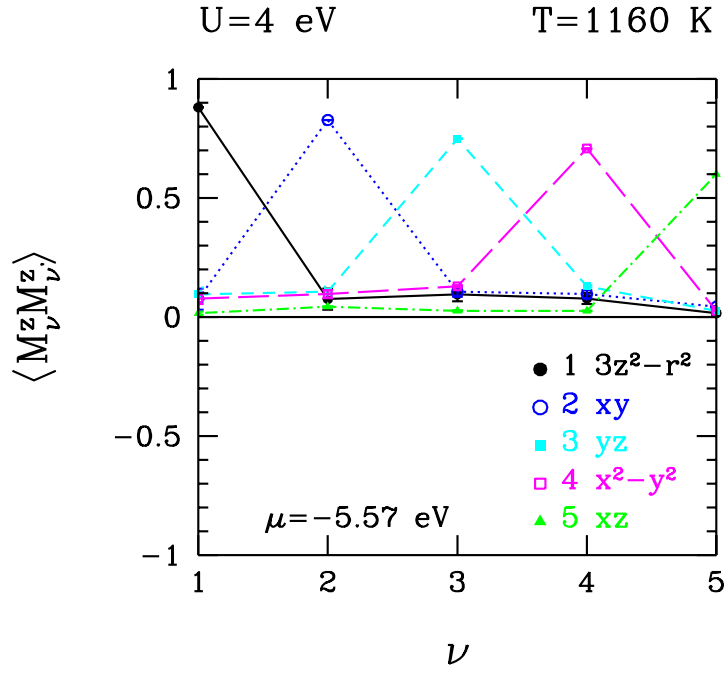 U=4 eV
T=1160 K
1
0.5
0
−0.5
−1
⟨M^z_ν M^z_ν'⟩
1 3z²−r²
2 xy
3 yz
4 x²−y²
5 xz
μ=−5.57 eV
1 2 3 4 5
ν